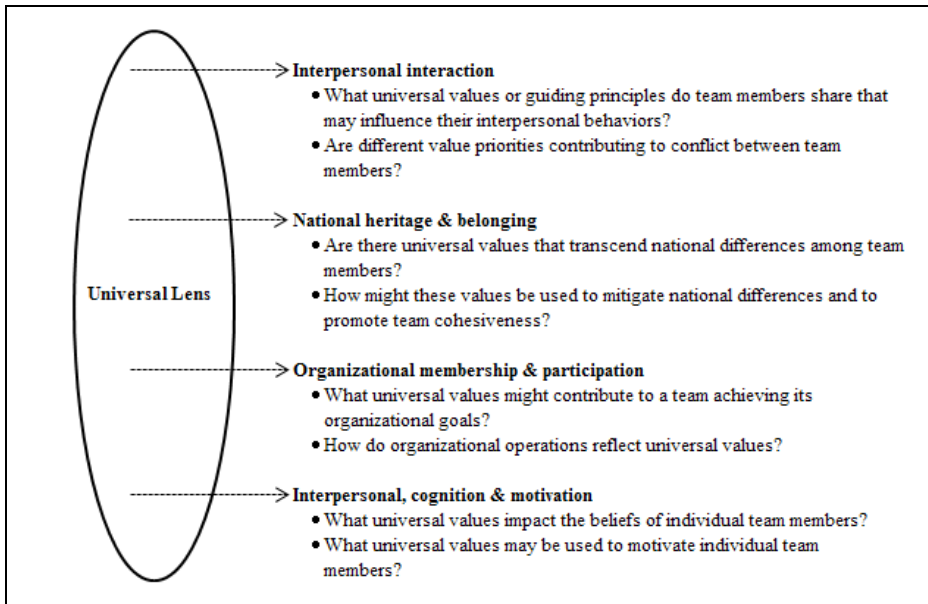 Interpersonal interaction
• What universal values or guiding principles do team members share that
may influence their interpersonal behaviors?
• Are different value priorities contributing to conflict between team
members?
National heritage & belonging
• Are there universal values that transcend national differences among team
members?
Universal Lens
• How might these values be used to mitigate national differences and to
promote team cohesiveness?
Organizational membership & participation
• What universal values might contribute to a team achieving its
organizational goals?
• How do organizational operations reflect universal values?
Interpersonal, cognition & motivation
• What universal values impact the beliefs of individual team members?
• What universal values may be used to motivate individual team
members?